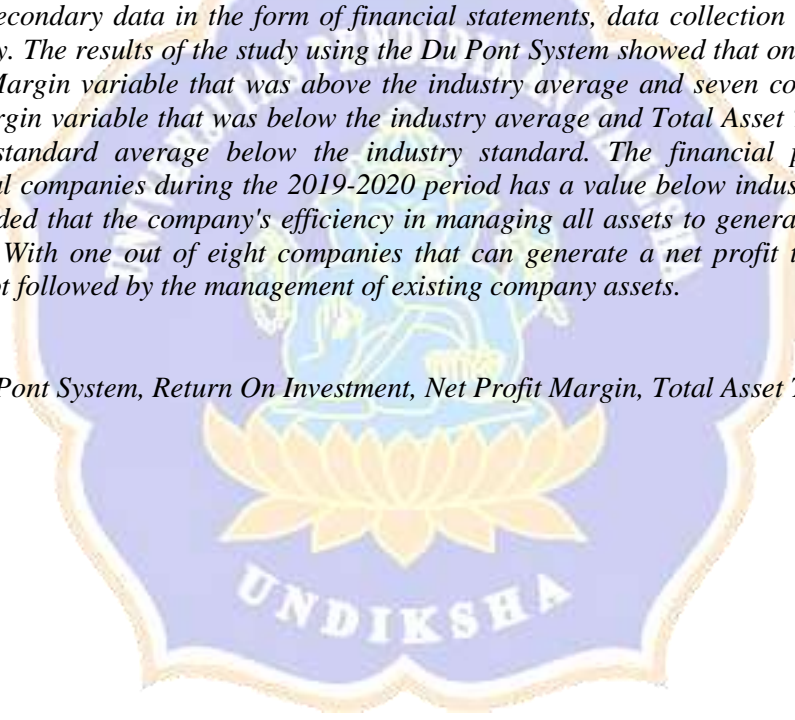 econdary data in the form of financial statements, data collection
y. The results of the study using the Du Pont System showed that on
Margin variable that was above the industry average and seven co
rgin variable that was below the industry average and Total Asset
standard average below the industry standard. The financial p
al companies during the 2019-2020 period has a value below indus
ded that the company's efficiency in managing all assets to genera
With one out of eight companies that can generate a net profit t
ot followed by the management of existing company assets.
Pont System, Return On Investment, Net Profit Margin, Total Asset T
UNDIKSHA